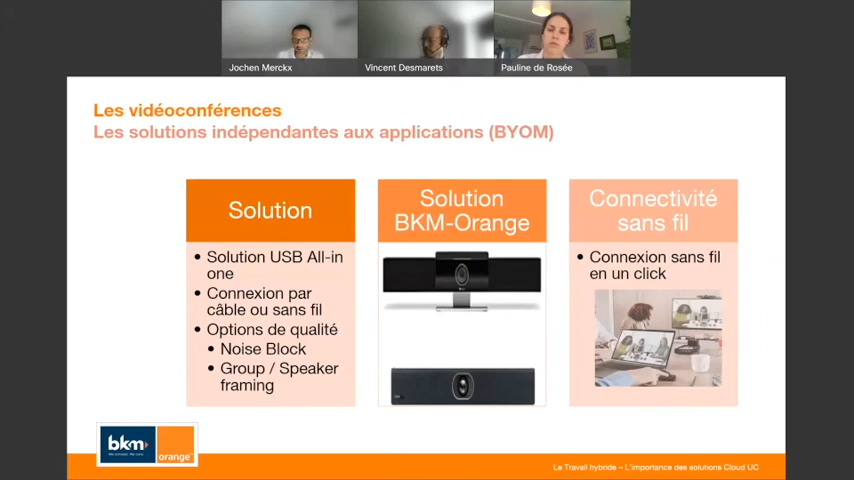 Jochen Merckx
Vincent Desmarets
Pauline de Rosée
Les vidéoconférences
Les solutions indépendantes aux applications (BYOM)
Solution
• Solution USB All-in
one
• Connexion par
câble ou sans fil
• Options de qualité
• Noise Block
• Group / Speaker
framing
Solution
BKM-Orange
Connectivité
sans fil
• Connexion sans fil
en un click
bkm
orange
Le Travail hybride – L'importance des solutions Cloud UC